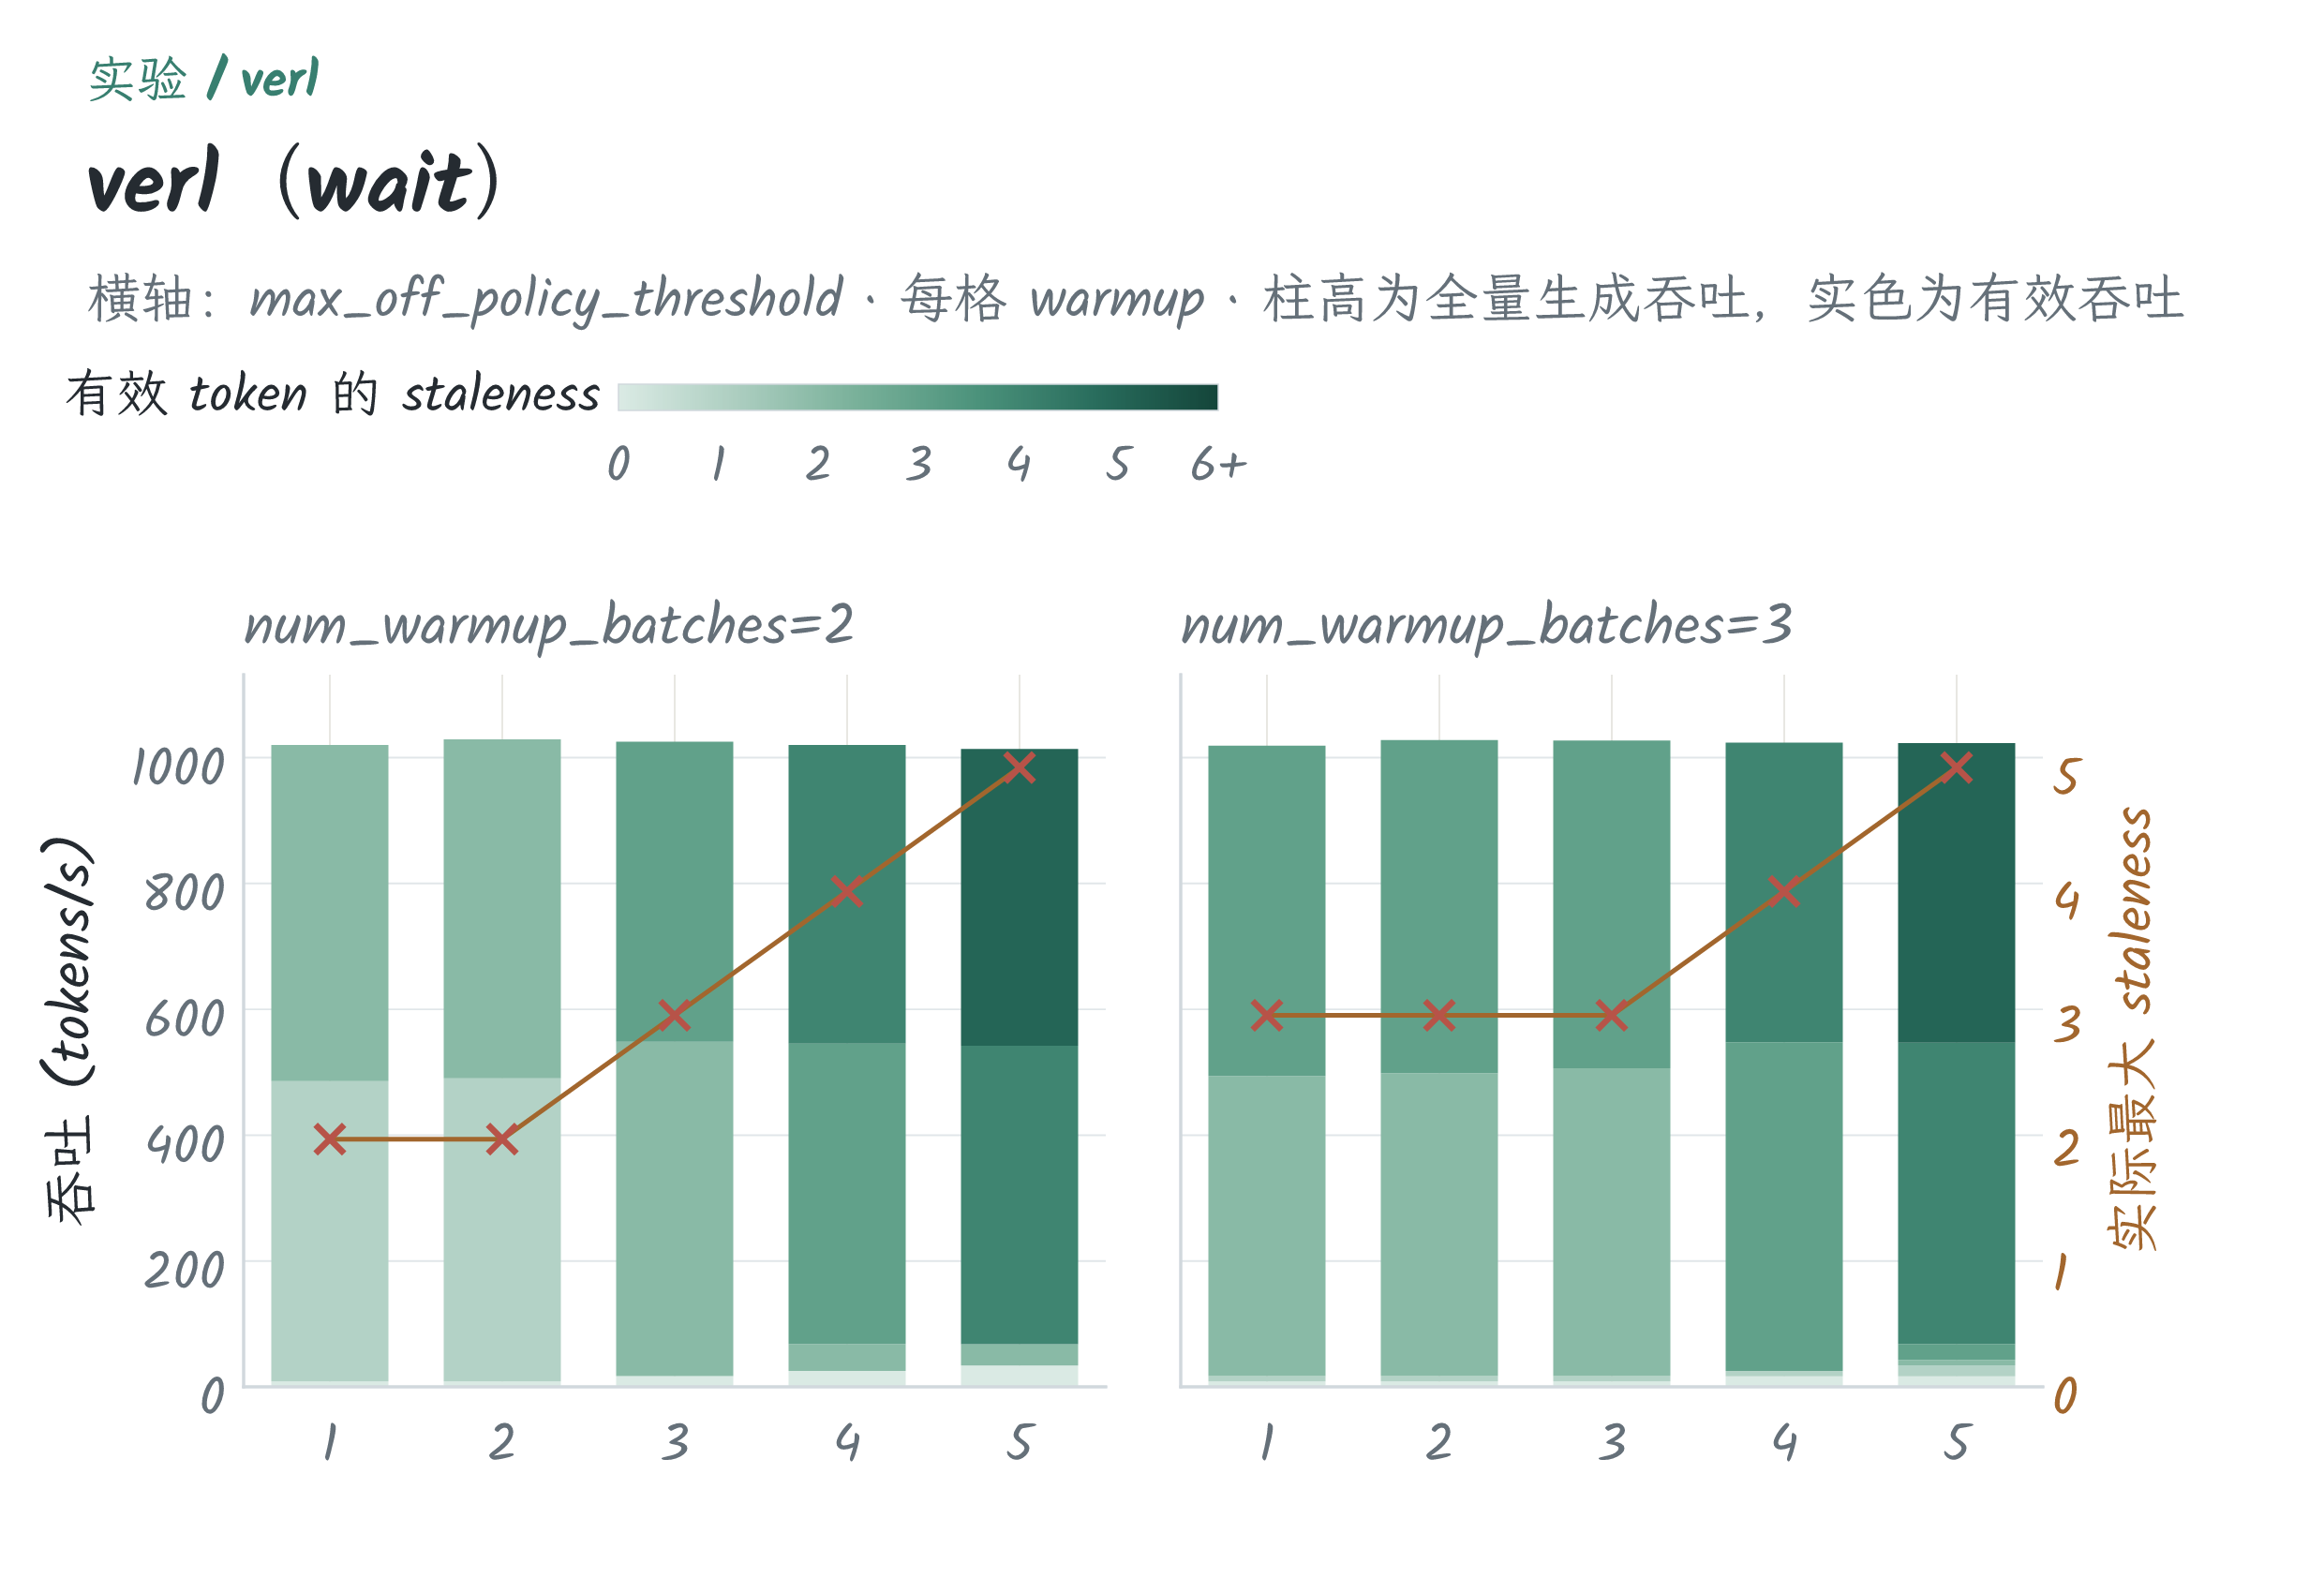 实验 / verl
verl （wait）
横轴：max_off_policy_threshold · 每格 warmup · 柱高为全量生成吞吐，实色为有效吞吐
有效 token 的 staleness
0 1 2 3 4 5 6+
num_warmup_batches=2
num_warmup_batches=3
吞吐 (tokens/s)
1000
800
600
400
200
0
1 2 3 4 5
1 2 3 4 5
5
4
3
2
1
0
实际最大 staleness